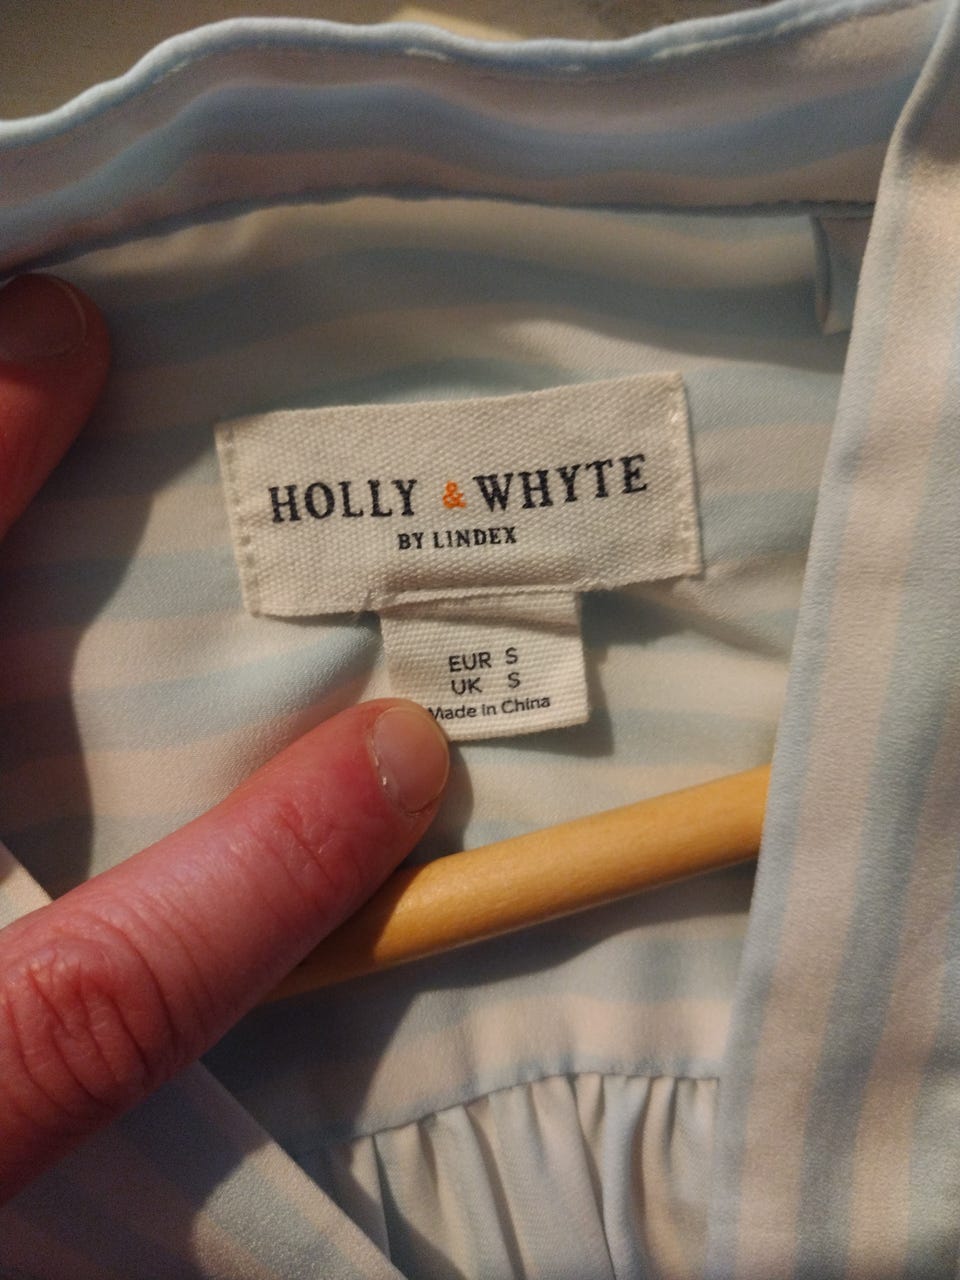 HOLLY & WHYTE
BY LINDEX
EUR S
UK S
Made in China